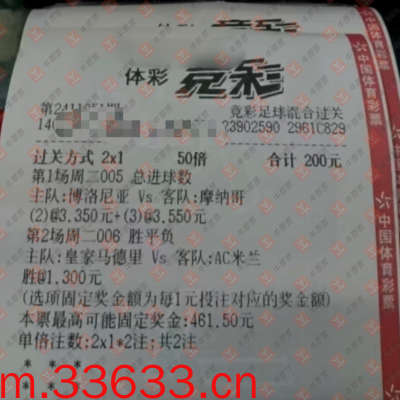 体彩 竞彩
竞彩足球混合过关
23902590 2961C829
过关方式 2x1 50倍 合计 200元
第1场周二005 总进球数
主队:博洛尼亚 Vs 客队:摩纳哥
(2)@3.350元+(3)@3.550元
第2场周二006 胜平负
主队:皇家马德里 Vs 客队:AC米兰
胜@1.300元
(选项固定奖金额为每1元投注对应的奖金额)
本票最高可能固定奖金:461.50元
单倍注数:2x1*2注;共2注
* * *
* * *
m.33633.cn
中国体育彩票
中国体育彩票